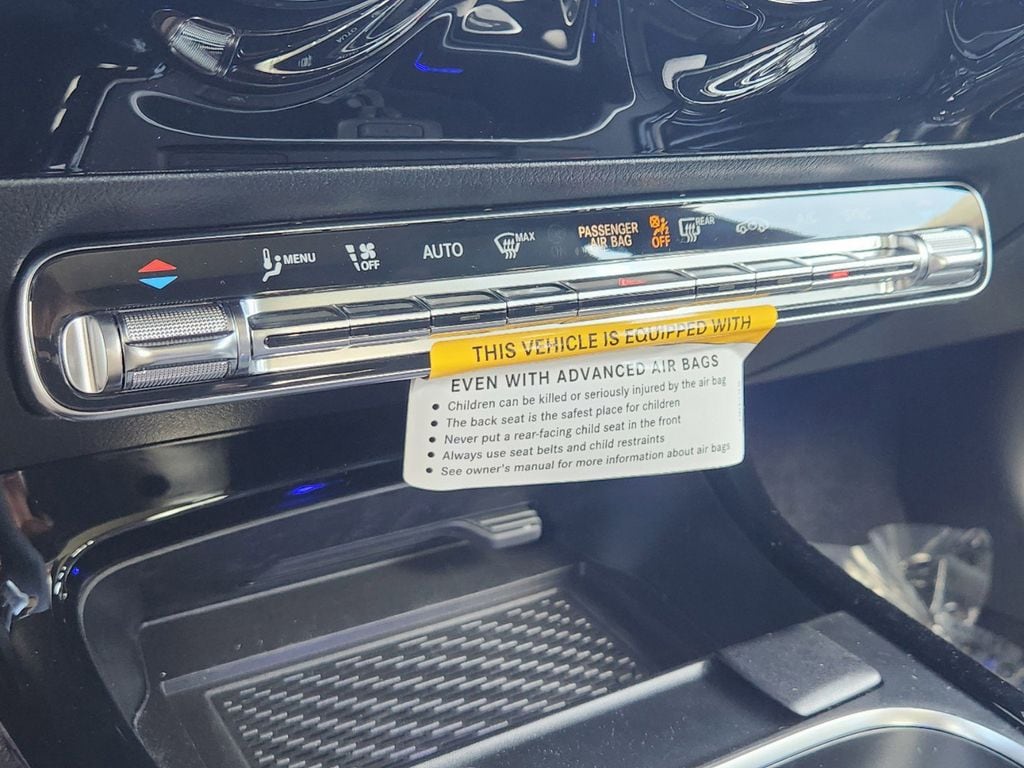 MENU
OFF
AUTO
MAX
PASSENGER
AIR BAG
OFF
REAR
THIS VEHICLE IS EQUIPPED WITH
EVEN WITH ADVANCED AIR BAGS
• Children can be killed or seriously injured by the air bag
• The back seat is the safest place for children
• Never put a rear-facing child seat in the front
• Always use seat belts and child restraints
• See owner's manual for more information about air bags